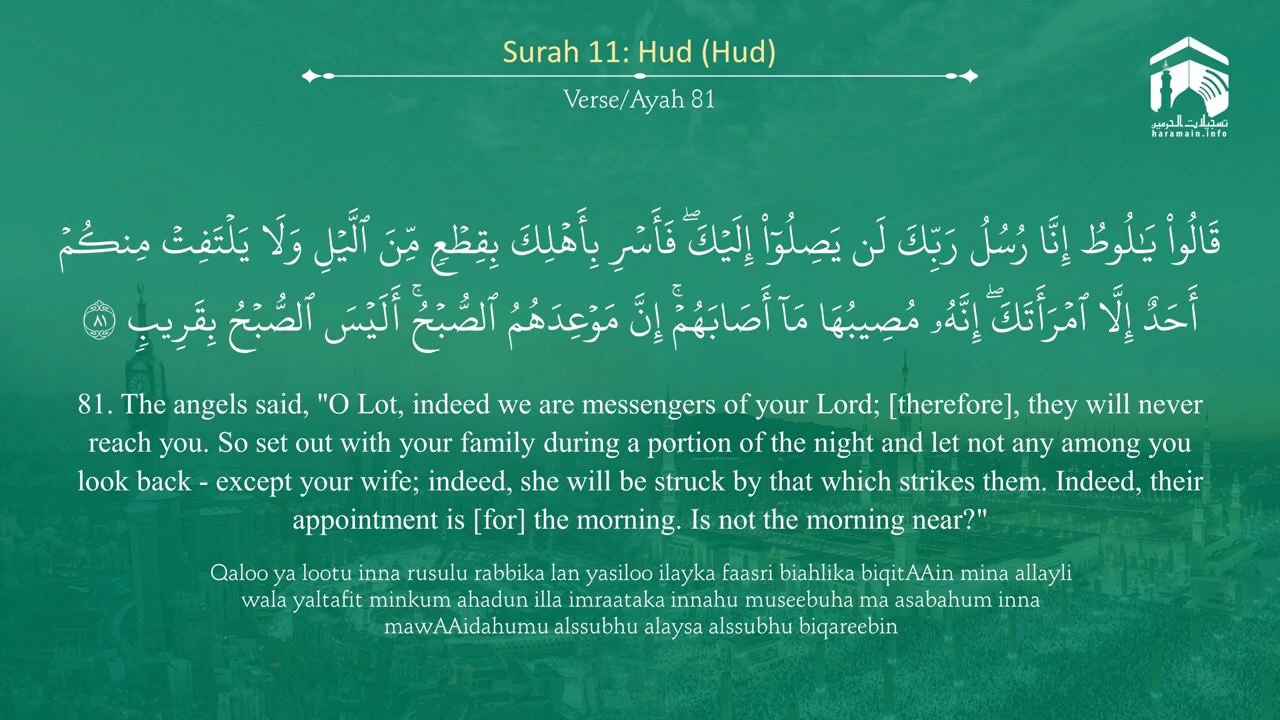 Surah 11: Hud (Hud)
Verse/Ayah 81
تسجيلات الحرمين
haramain.info
قَالُوا۟ يَـٰلُوطُ إِنَّا رُسُلُ رَبِّكَ لَن يَصِلُوٓا۟ إِلَيْكَ ۖ فَأَسْرِ بِأَهْلِكَ بِقِطْعٍ مِّنَ ٱلَّيْلِ وَلَا يَلْتَفِتْ مِنكُمْ
أَحَدٌ إِلَّا ٱمْرَأَتَكَ ۖ إِنَّهُۥ مُصِيبُهَا مَآ أَصَابَهُمْ ۚ إِنَّ مَوْعِدَهُمُ ٱلصُّبْحُ ۚ أَلَيْسَ ٱلصُّبْحُ بِقَرِيبٍ ٨١
81. The angels said, "O Lot, indeed we are messengers of your Lord; [therefore], they will never
reach you. So set out with your family during a portion of the night and let not any among you
look back - except your wife; indeed, she will be struck by that which strikes them. Indeed, their
appointment is [for] the morning. Is not the morning near?"
Qaloo ya lootu inna rusulu rabbika lan yasiloo ilayka faasri biahlika biqitAAin mina allayli
wala yaltafit minkum ahadun illa imraataka innahu museebuha ma asabahum inna
mawAAidahumu alssubhu alaysa alssubhu biqareebin